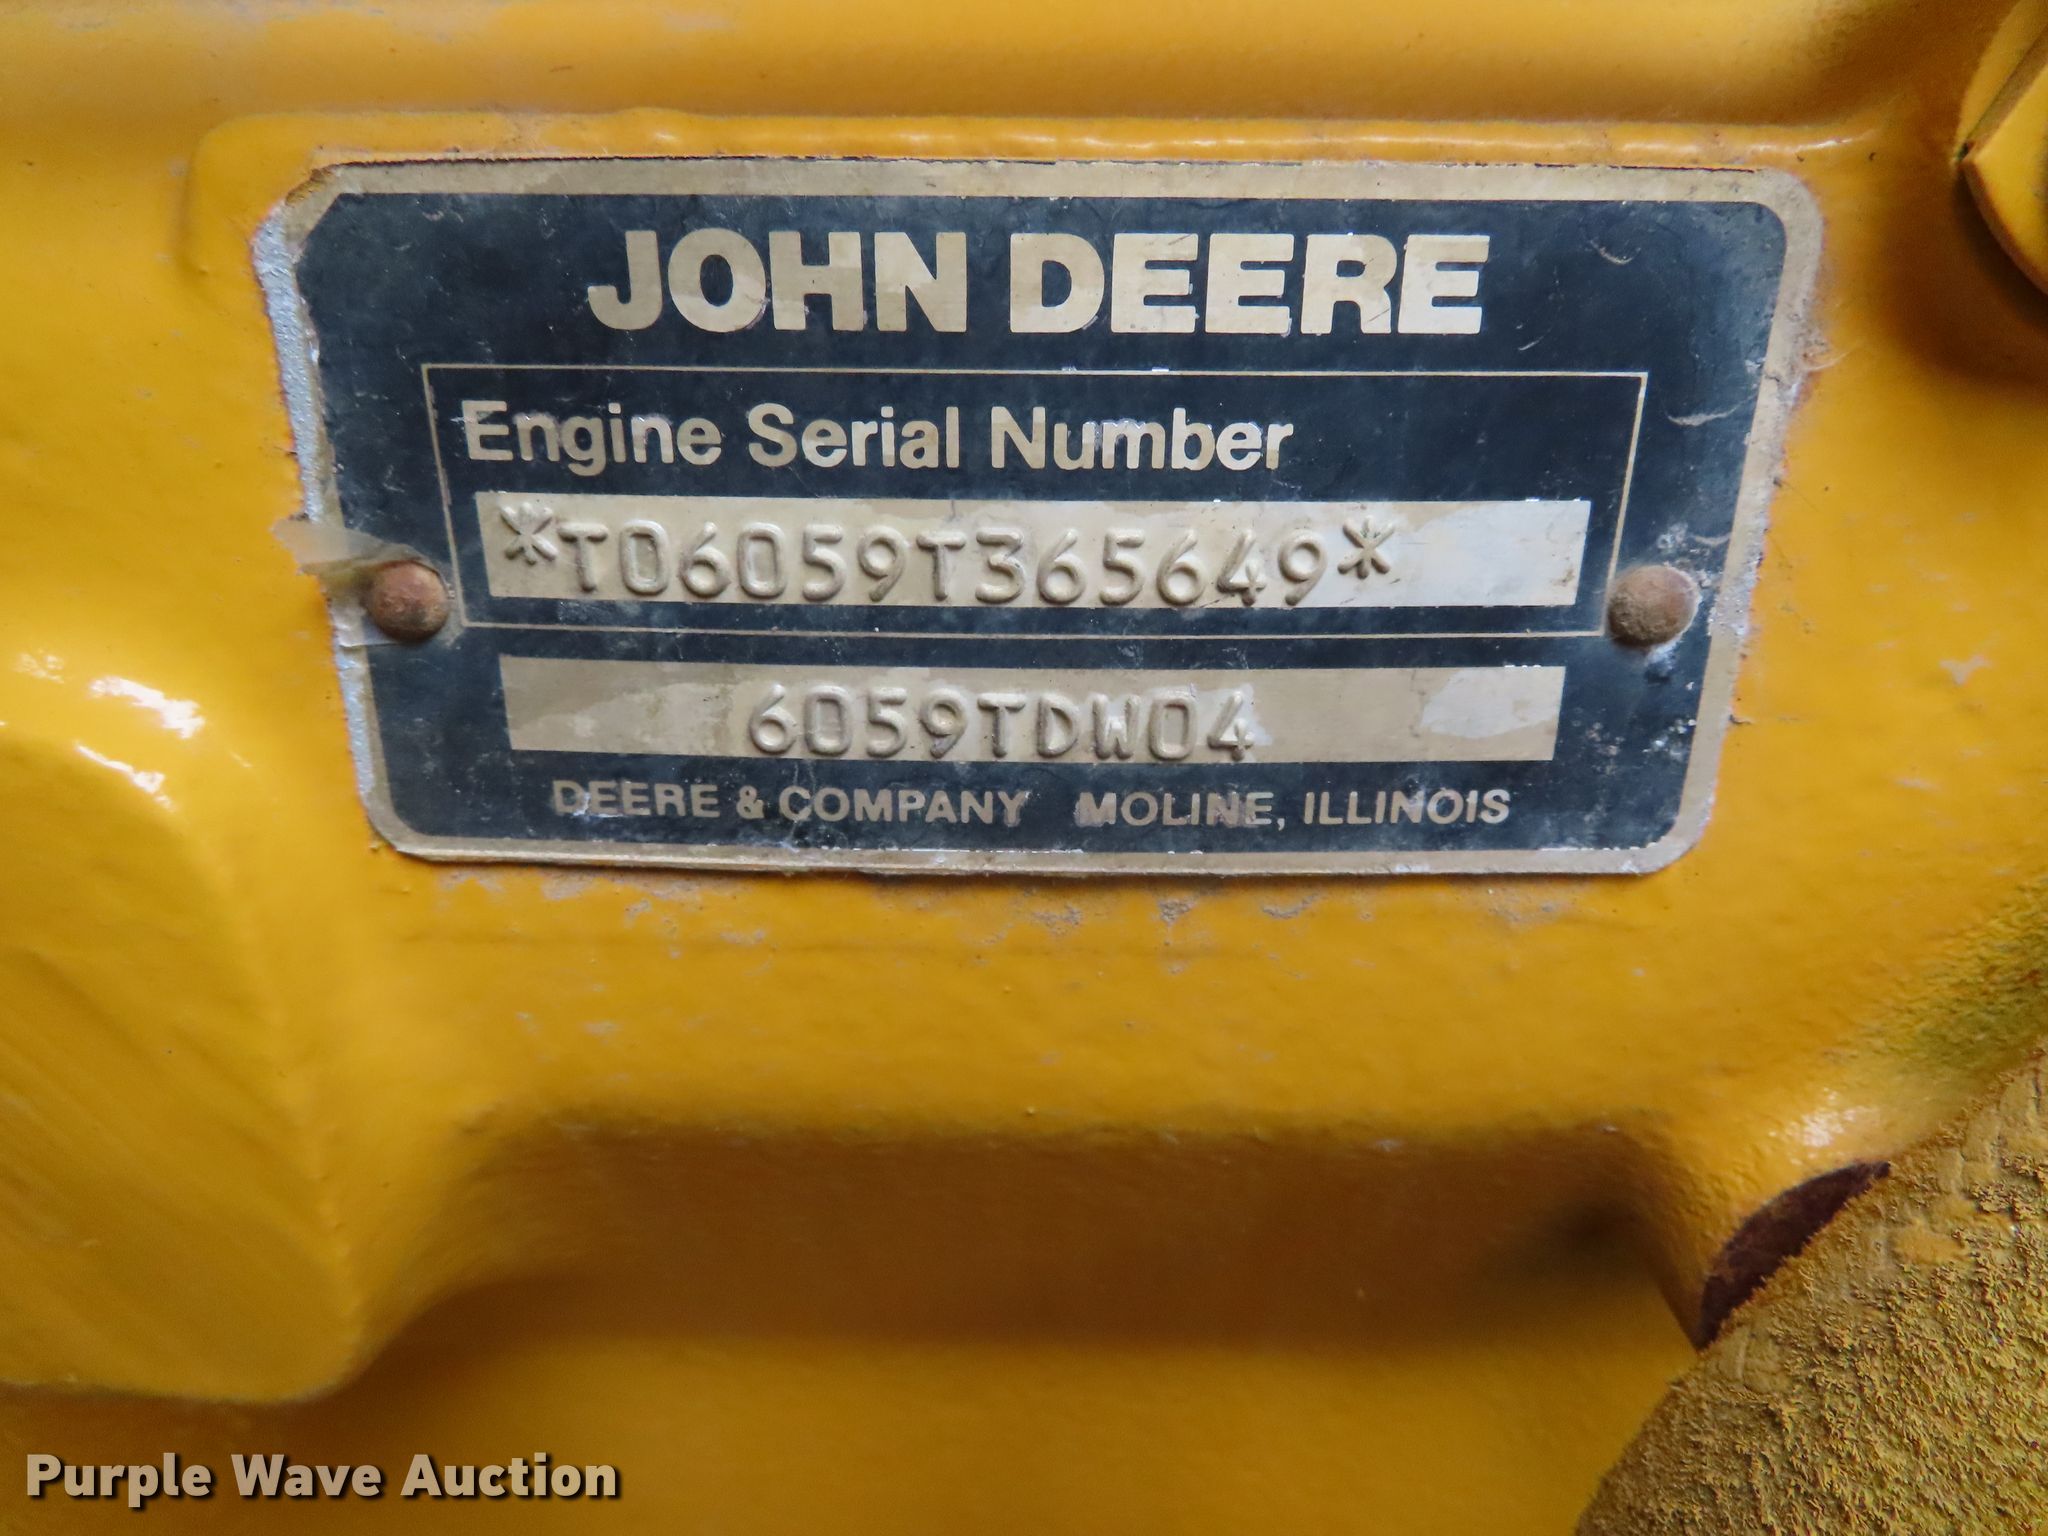 JOHN DEERE
Engine Serial Number
*T06059T365649*
6059TDW04
DEERE & COMPANY MOLINE, ILLINOIS
Purple Wave Auction